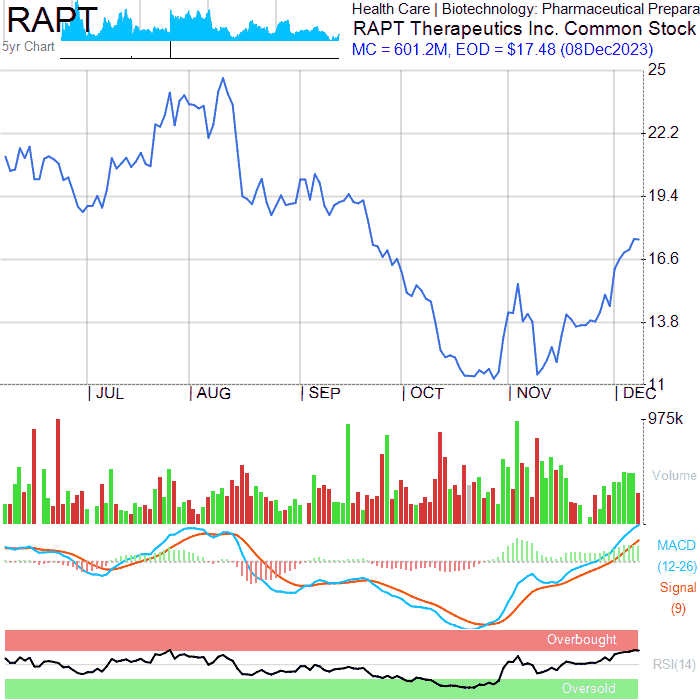 RAPT
5yr Chart
Health Care | Biotechnology: Pharmaceutical Prepara
RAPT Therapeutics Inc. Common Stock
MC = 601.2M, EOD = $17.48 (08Dec2023)
25
22.2
19.4
16.6
13.8
11
JUL AUG SEP OCT NOV DEC
975k
Volume
MACD
(12-26)
Signal
(9)
Overbought
RSI(14)
Oversold